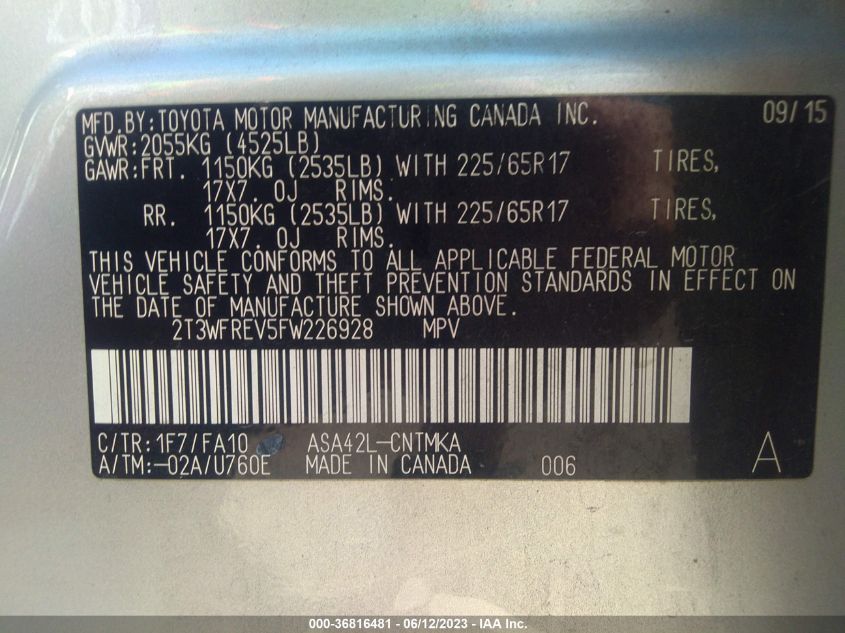 MFD.BY:TOYOTA MOTOR MANUFACTURING CANADA INC. 09/15
GVWR:2055KG (4525LB)
GAWR:FRT. 1150KG (2535LB) WITH 225/65R17 TIRES,
17X7. 0J RIMS.
RR. 1150KG (2535LB) WITH 225/65R17 TIRES,
17X7. 0J RIMS.
THIS VEHICLE CONFORMS TO ALL APPLICABLE FEDERAL MOTOR
VEHICLE SAFETY AND THEFT PREVENTION STANDARDS IN EFFECT ON
THE DATE OF MANUFACTURE SHOWN ABOVE.
2T3WFREV5FW226928 MPV
C/TR:1F7/FA10 ASA42L-CNTMKA
A/TM:-02A/U760E MADE IN CANADA 006 A
000-36816481 - 06/12/2023 - IAA Inc.